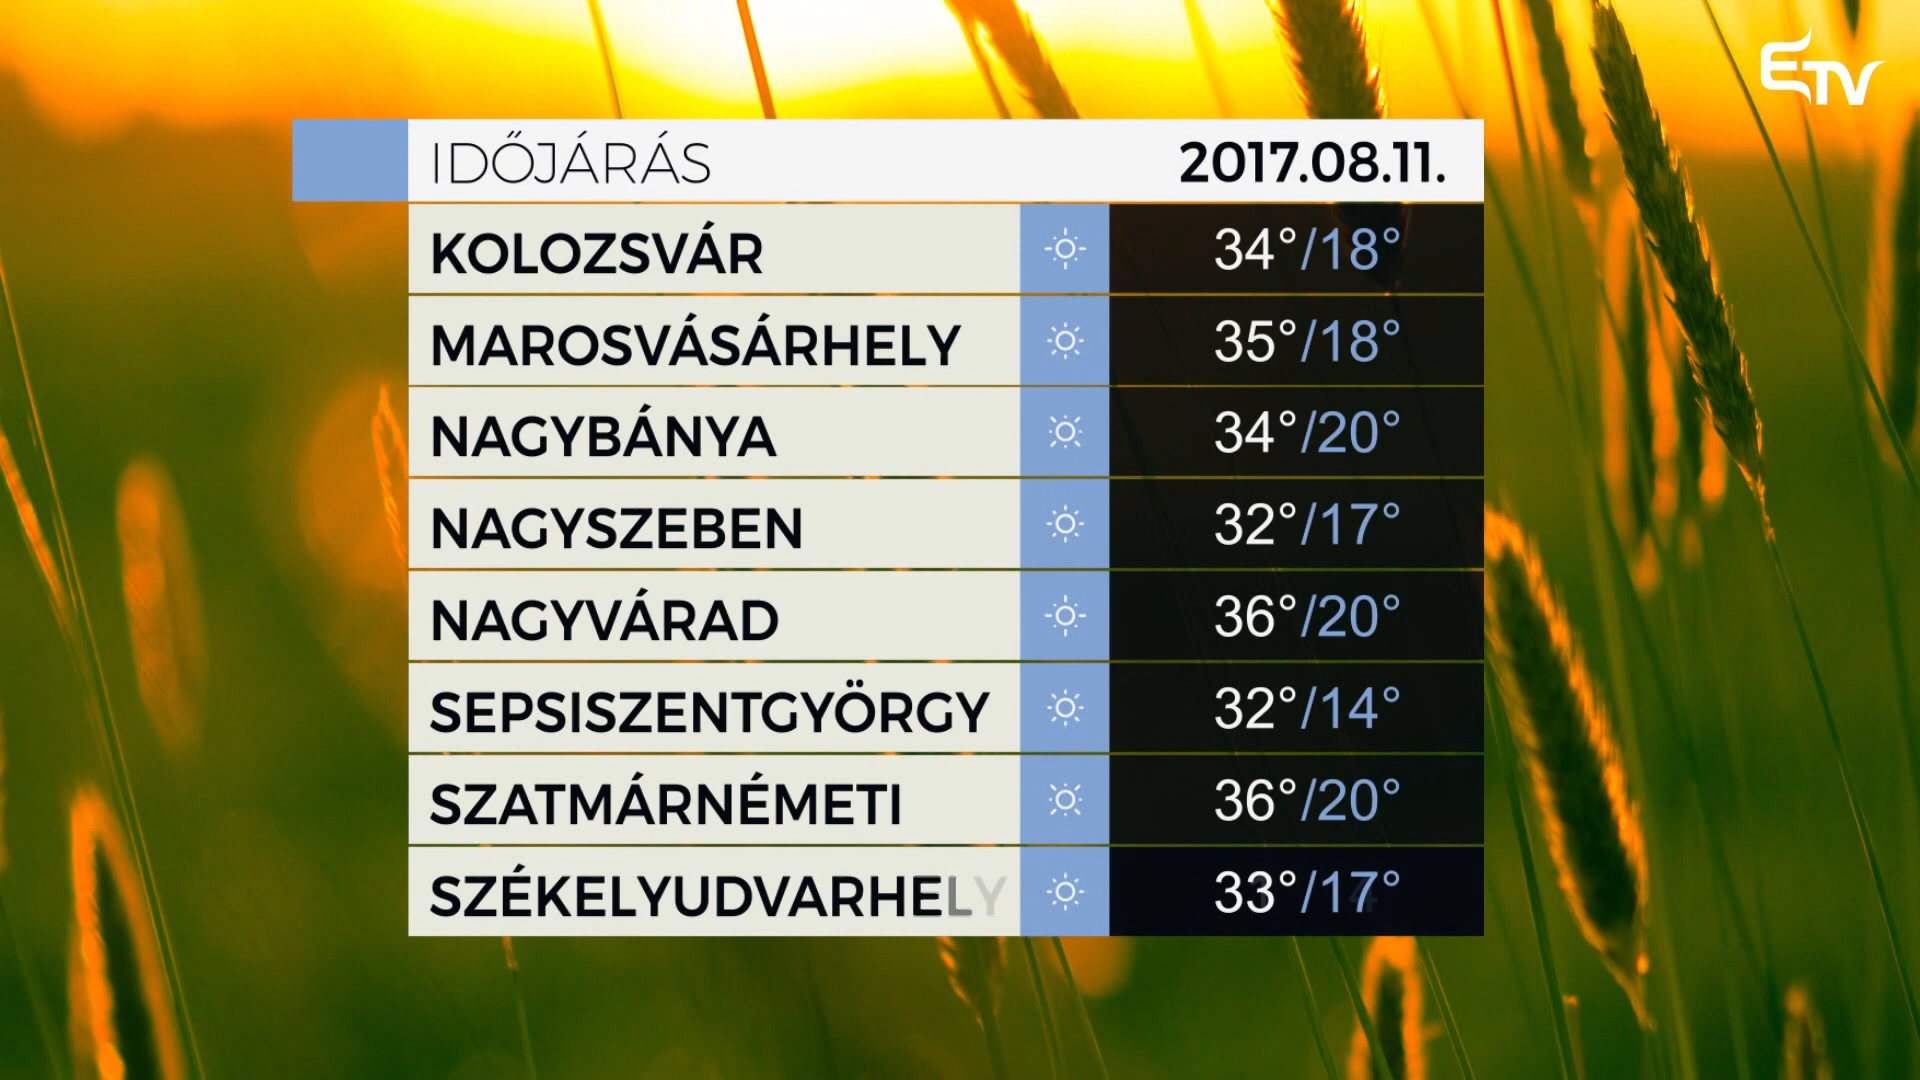 ETV
IDŐJÁRÁS 2017.08.11.
KOLOZSVÁR 34°/18°
MAROSVÁSÁRHELY 35°/18°
NAGYBÁNYA 34°/20°
NAGYSZEBEN 32°/17°
NAGYVÁRAD 36°/20°
SEPSISZENTGYÖRGY 32°/14°
SZATMÁRNÉMETI 36°/20°
SZÉKELYUDVARHELY 33°/17°